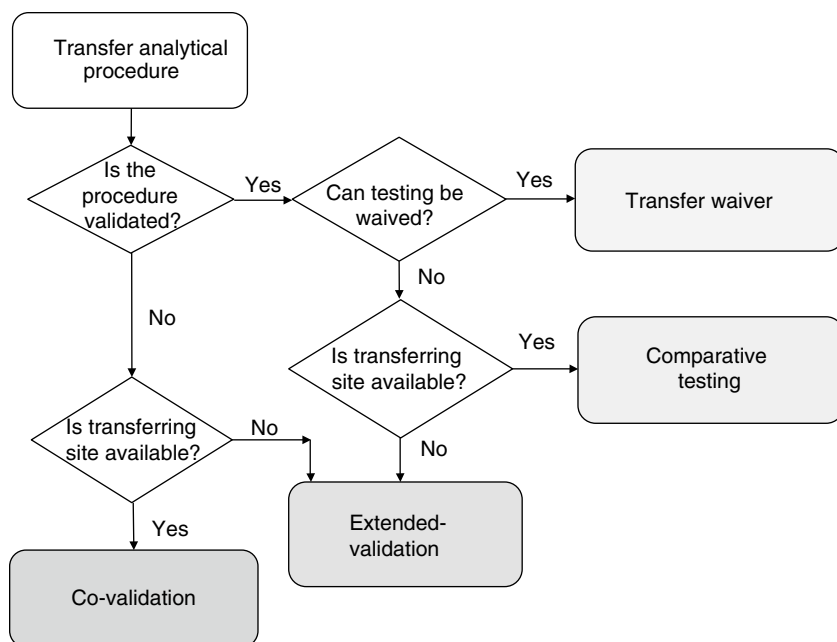 Transfer analytical
procedure
Is the
procedure
validated?
Yes
Can testing be
waived?
Yes
Transfer waiver
No
No
Is transferring
site available?
Yes
Comparative
testing
Is transferring
site available?
No
No
Extended-
validation
Yes
Co-validation